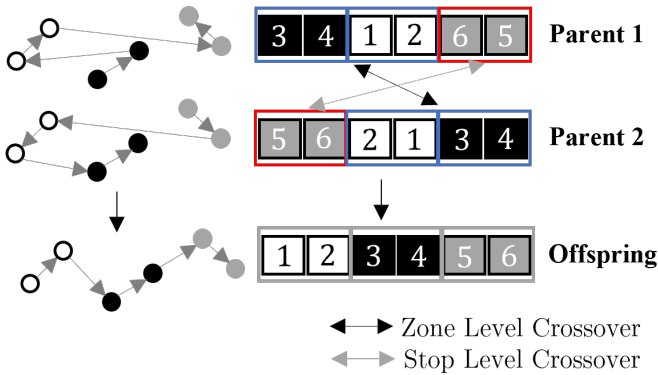 3 4 1 2 6 5 Parent 1
5 6 2 1 3 4 Parent 2
1 2 3 4 5 6 Offspring
Zone Level Crossover
Stop Level Crossover